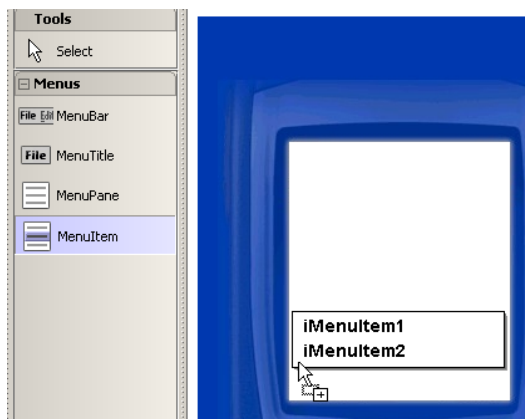 Tools
Select
Menus
File Edit MenuBar
File MenuTitle
MenuPane
MenuItem
iMenuItem1
iMenuItem2